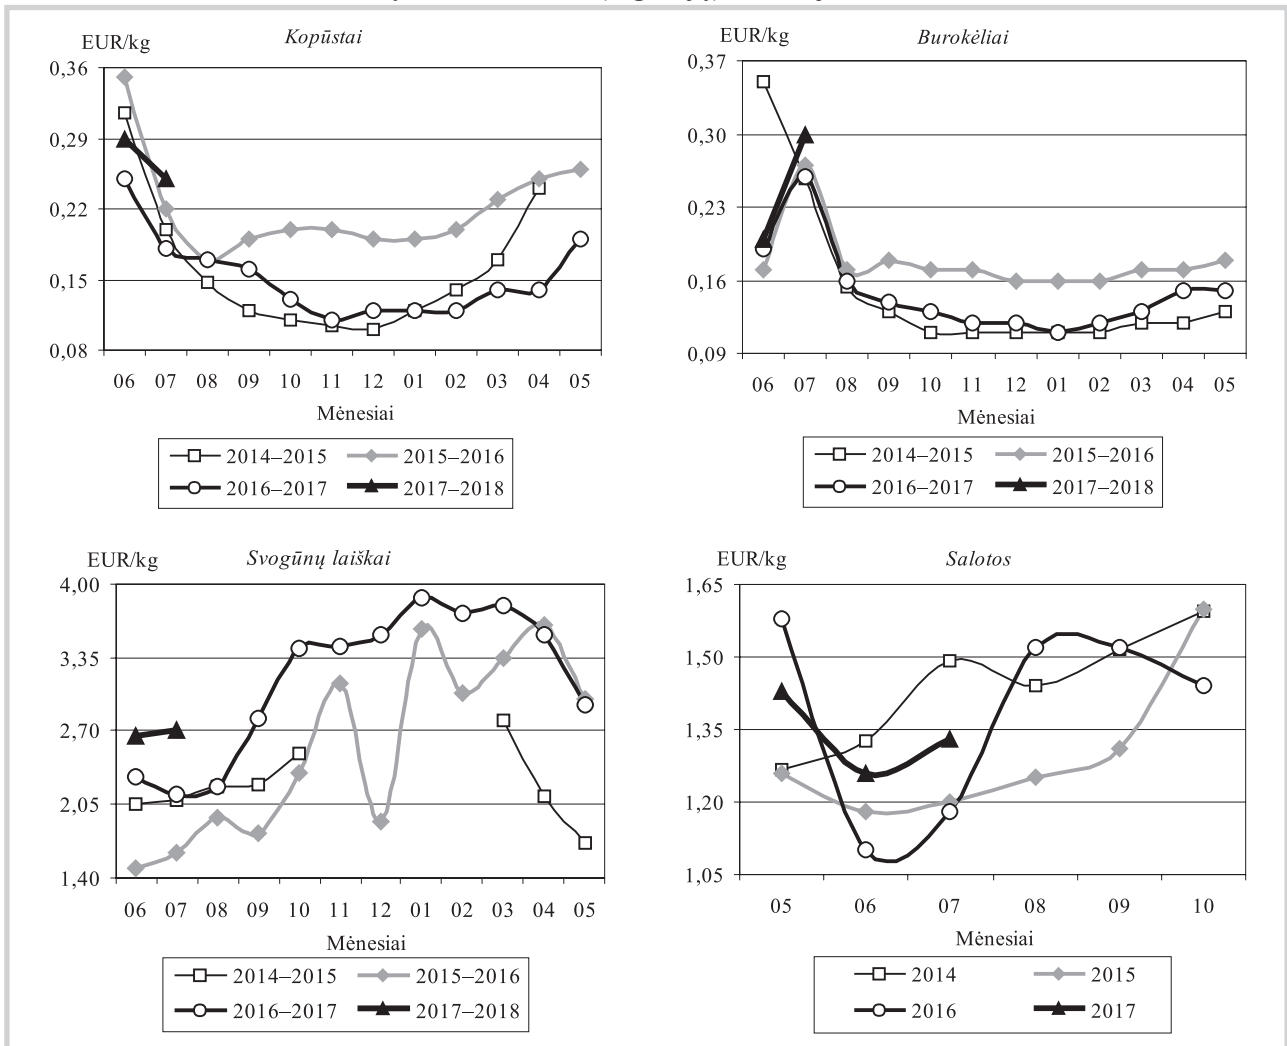 EUR/kg
Kopūstai
0,36
0,29
0,22
0,15
0,08
06 07 08 09 10 11 12 01 02 03 04 05
Mėnesiai
2014–2015 2015–2016
2016–2017 2017–2018
EUR/kg
Burokėliai
0,37
0,30
0,23
0,16
0,09
06 07 08 09 10 11 12 01 02 03 04 05
Mėnesiai
2014–2015 2015–2016
2016–2017 2017–2018
EUR/kg
Svogūnų laiškai
4,00
3,35
2,70
2,05
1,40
06 07 08 09 10 11 12 01 02 03 04 05
Mėnesiai
2014–2015 2015–2016
2016–2017 2017–2018
EUR/kg
Salotos
1,65
1,50
1,35
1,20
1,05
05 06 07 08 09 10
Mėnesiai
2014 2015
2016 2017